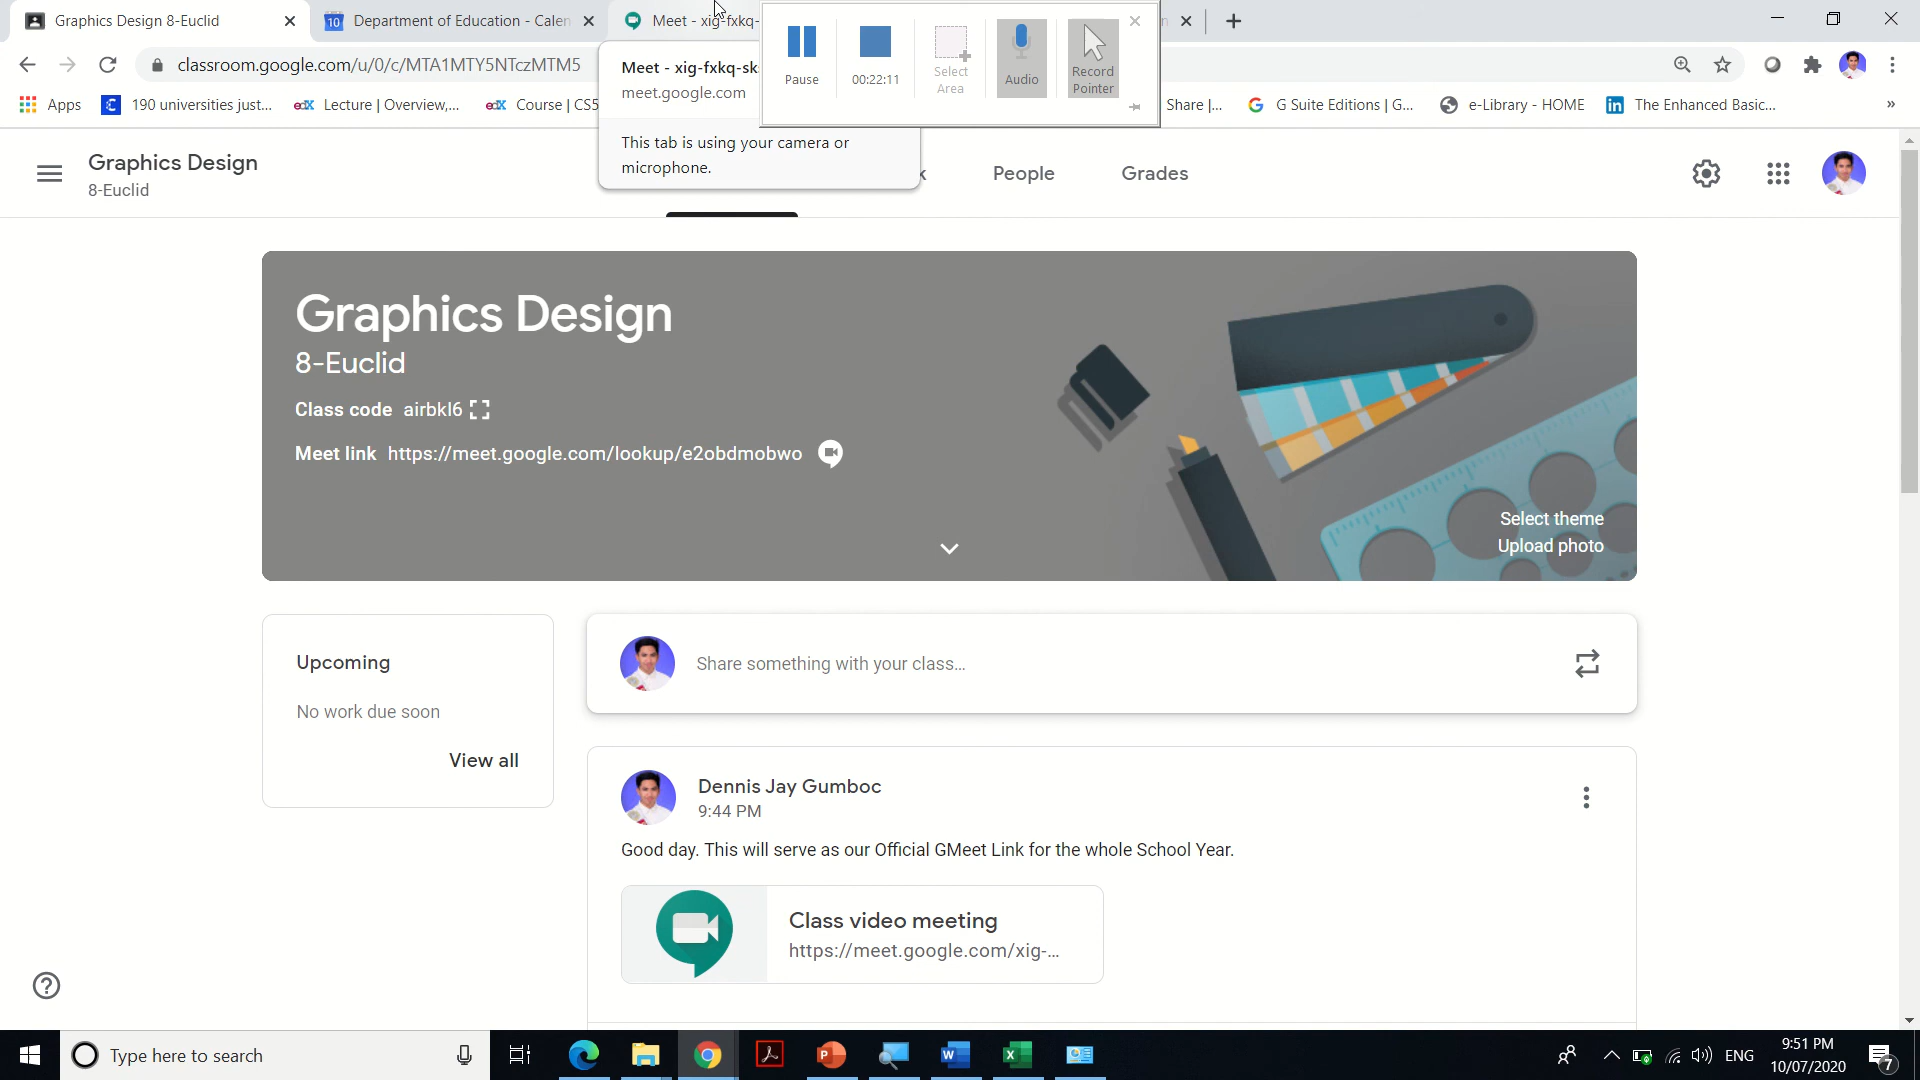 Graphics Design 8-Euclid
Department of Education - Calen
Meet - xig-fxkq-
classroom.google.com/u/0/c/MTA1MTY5NTczMTM5
Meet - xig-fxkq-sk
meet.google.com
This tab is using your camera or
microphone.
Pause
00:22:11
Select
Area
Audio
Record
Pointer
Apps
190 universities just...
Lecture | Overview,...
Course | CS5
Share |...
G Suite Editions | G...
e-Library - HOME
The Enhanced Basic...
»
Graphics Design
8-Euclid
People
Grades
Graphics Design
8-Euclid
Class code airbkl6
Meet link https://meet.google.com/lookup/e2obdmobwo
Select theme
Upload photo
Upcoming
No work due soon
View all
Share something with your class...
Dennis Jay Gumboc
9:44 PM
Good day. This will serve as our Official GMeet Link for the whole School Year.
Class video meeting
https://meet.google.com/xig-...
Type here to search
ENG
9:51 PM
10/07/2020
7